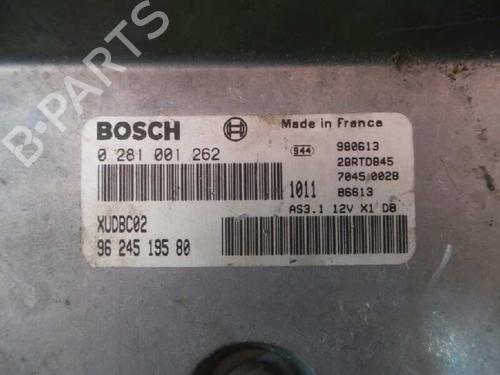 BOSCH
Made in France
0 281 001 262
944
980613
28RTD845
7045.0028
1011
86613
AS3.1 12V X1 D8
XUDBC02
96 245 195 80
B-PARTS